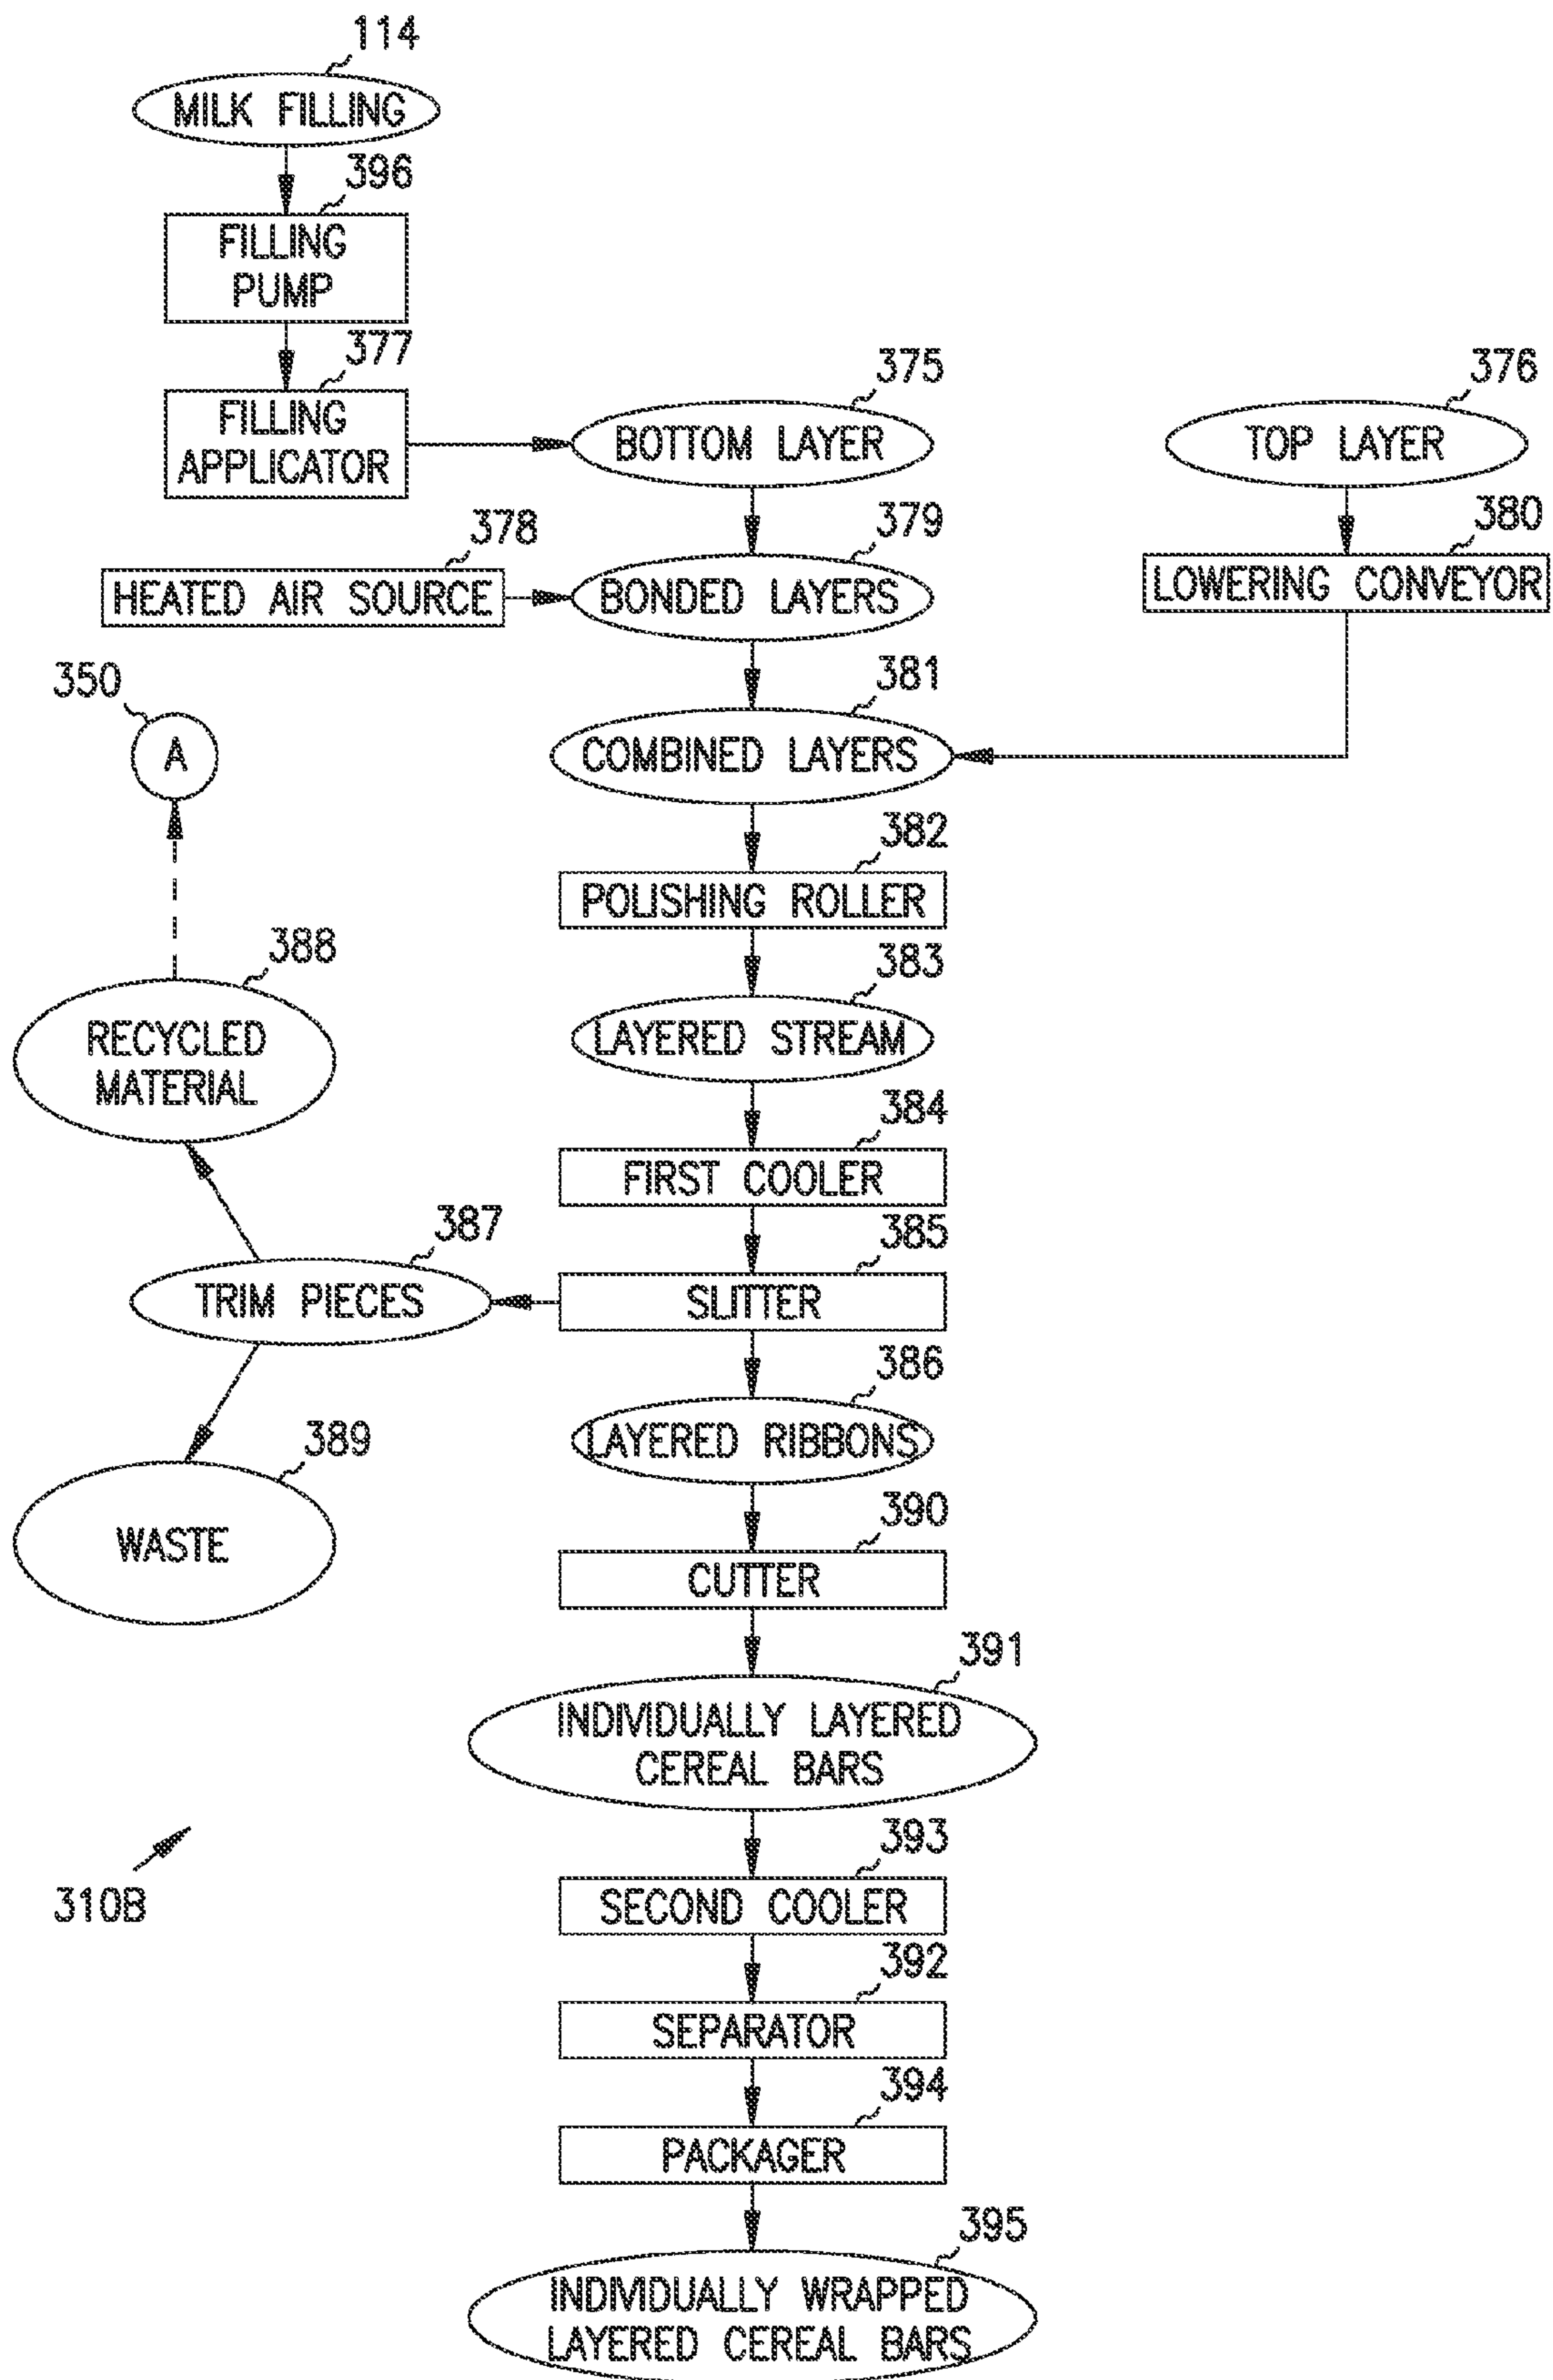 114
MILK FILLING
396
FILLING
PUMP
377
FILLING
APPLICATOR
375
BOTTOM LAYER
376
TOP LAYER
378
HEATED AIR SOURCE
379
BONDED LAYERS
380
LOWERING CONVEYOR
350
A
381
COMBINED LAYERS
382
POLISHING ROLLER
388
RECYCLED
MATERIAL
383
LAYERED STREAM
384
FIRST COOLER
387
TRIM PIECES
385
SLITTER
386
LAYERED RIBBONS
389
WASTE
390
CUTTER
391
INDIVIDUALLY LAYERED
CEREAL BARS
310B
393
SECOND COOLER
392
SEPARATOR
394
PACKAGER
395
INDIVIDUALLY WRAPPED
LAYERED CEREAL BARS